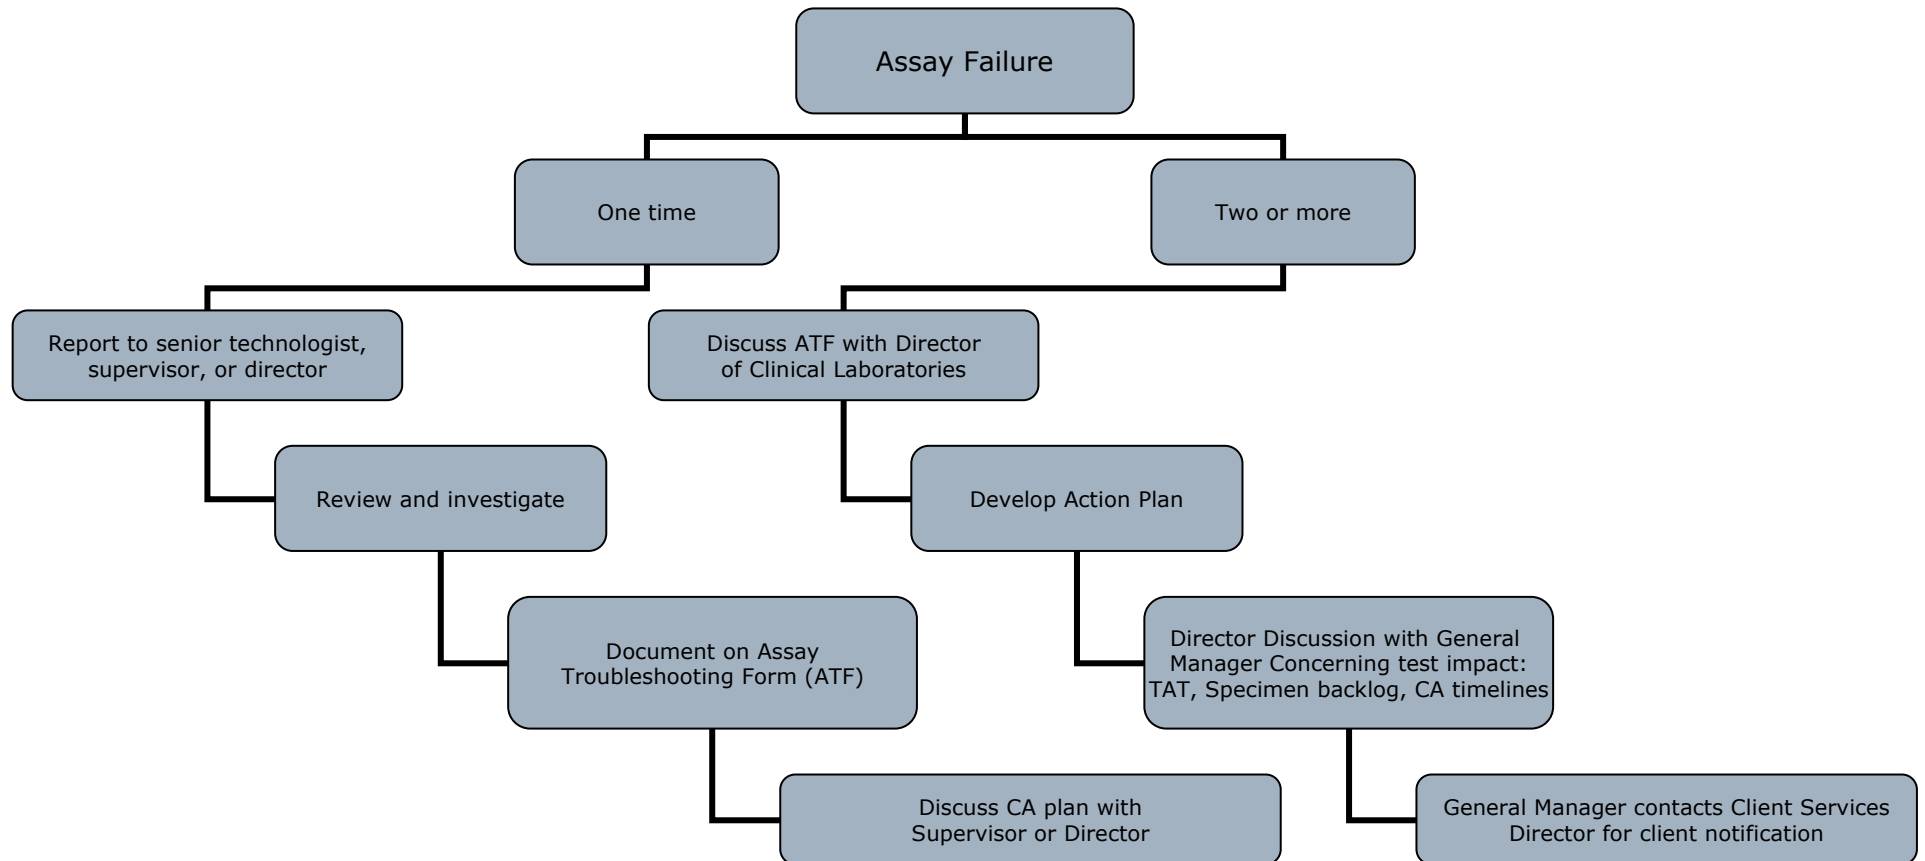 Assay Failure
One time
Two or more
Report to senior technologist,
supervisor, or director
Discuss ATF with Director
of Clinical Laboratories
Review and investigate
Develop Action Plan
Document on Assay
Troubleshooting Form (ATF)
Director Discussion with General
Manager Concerning test impact:
TAT, Specimen backlog, CA timelines
Discuss CA plan with
Supervisor or Director
General Manager contacts Client Services
Director for client notification